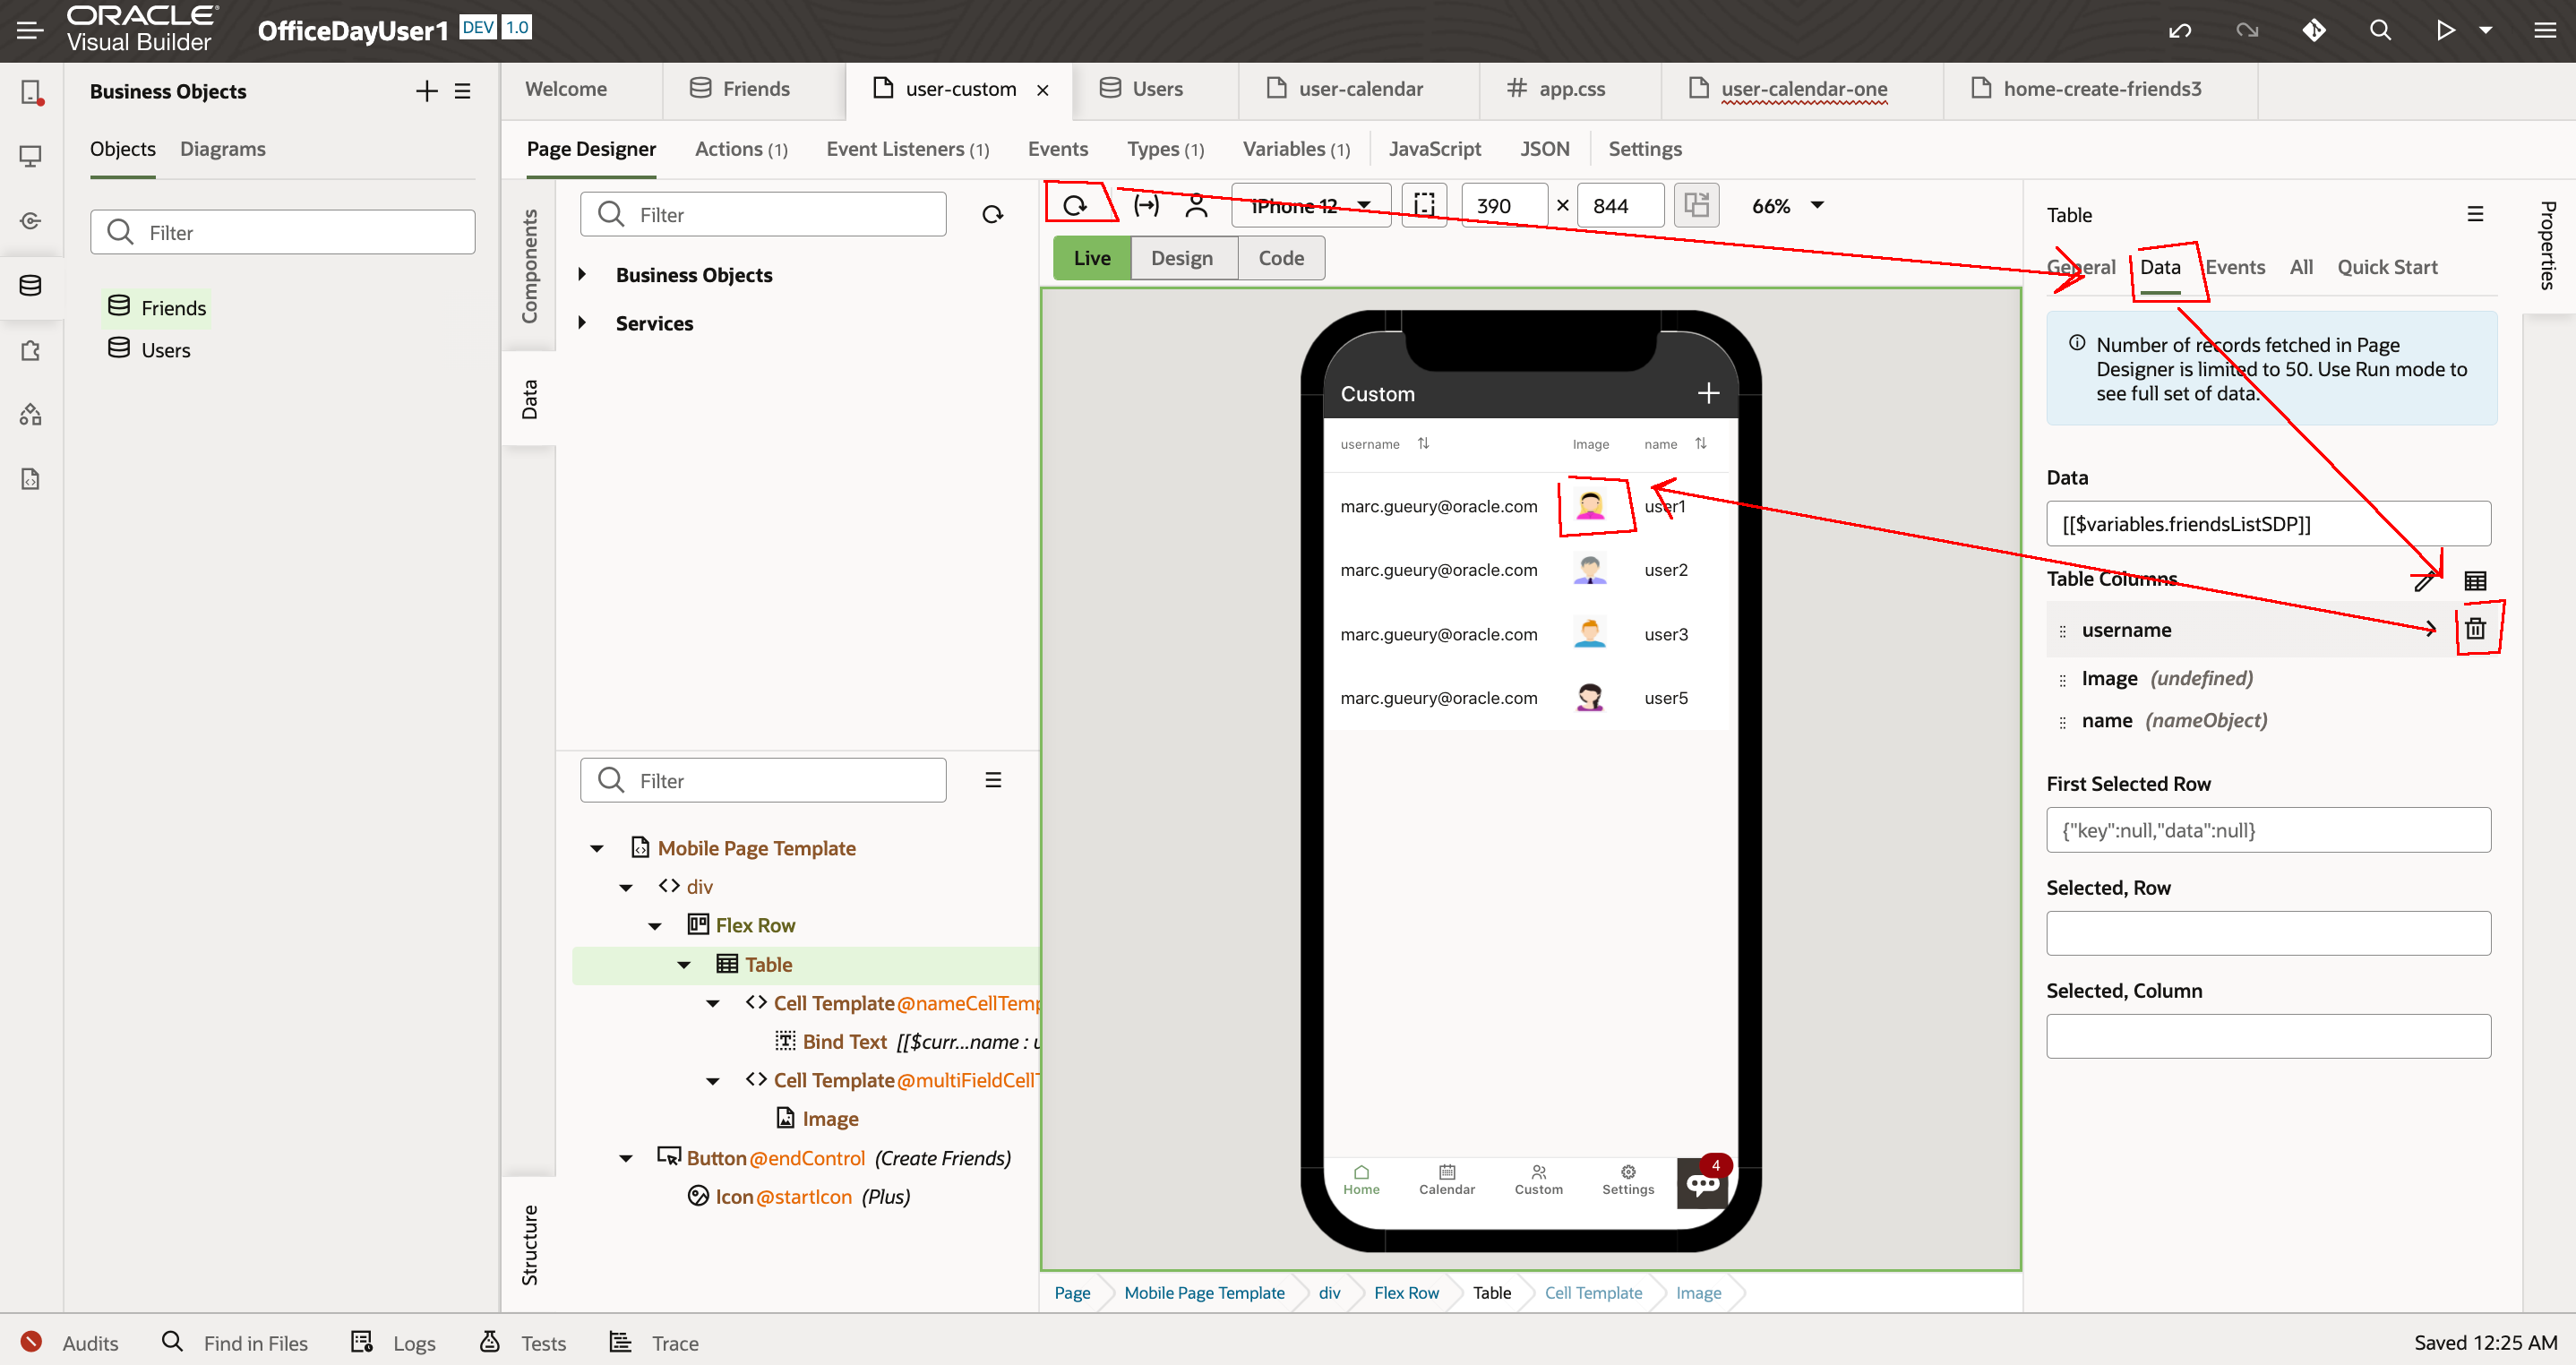 ORACLE
Visual Builder
OfficeDayUser1 DEV 1.0
Business Objects
Objects Diagrams
Filter
Friends
Users
Welcome Friends user-custom × Users user-calendar # app.css user-calendar-one home-create-friends3
Page Designer Actions (1) Event Listeners (1) Events Types (1) Variables (1) JavaScript JSON Settings
Components
Data
Structure
Filter
Business Objects
Services
iPhone 12 390 × 844 66%
Live Design Code
Custom +
username Image name
marc.gueury@oracle.com user1
marc.gueury@oracle.com user2
marc.gueury@oracle.com user3
marc.gueury@oracle.com user5
Home Calendar Custom Settings 4
Filter
Mobile Page Template
<> div
Flex Row
Table
<> Cell Template @nameCellTemp
Bind Text [[$curr...name : u
<> Cell Template @multiFieldCellT
Image
Button @endControl (Create Friends)
Icon @startIcon (Plus)
Page Mobile Page Template div Flex Row Table Cell Template Image
Properties
Table
General Data Events All Quick Start
Number of records fetched in Page
Designer is limited to 50. Use Run mode to
see full set of data.
Data
[[$variables.friendsListSDP]]
Table Columns
username
Image (undefined)
name (nameObject)
First Selected Row
{"key":null,"data":null}
Selected, Row
Selected, Column
Audits Find in Files Logs Tests Trace
Saved 12:25 AM